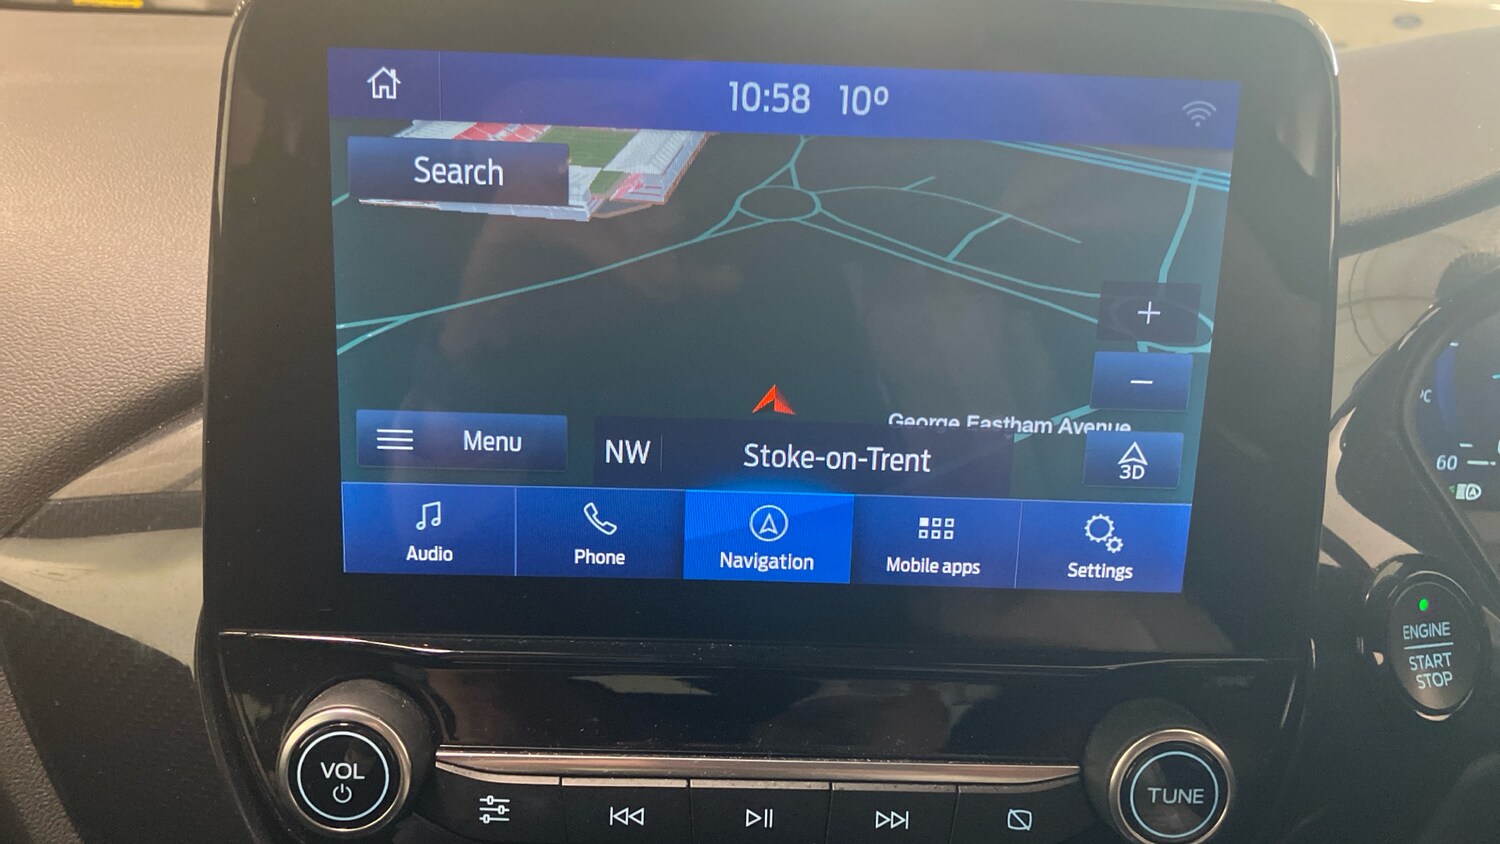 10:58 10°
Search
+
−
George Eastham Avenue
Menu
NW Stoke-on-Trent
3D
Audio
Phone
Navigation
Mobile apps
Settings
60
ENGINE
START
STOP
VOL
TUNE